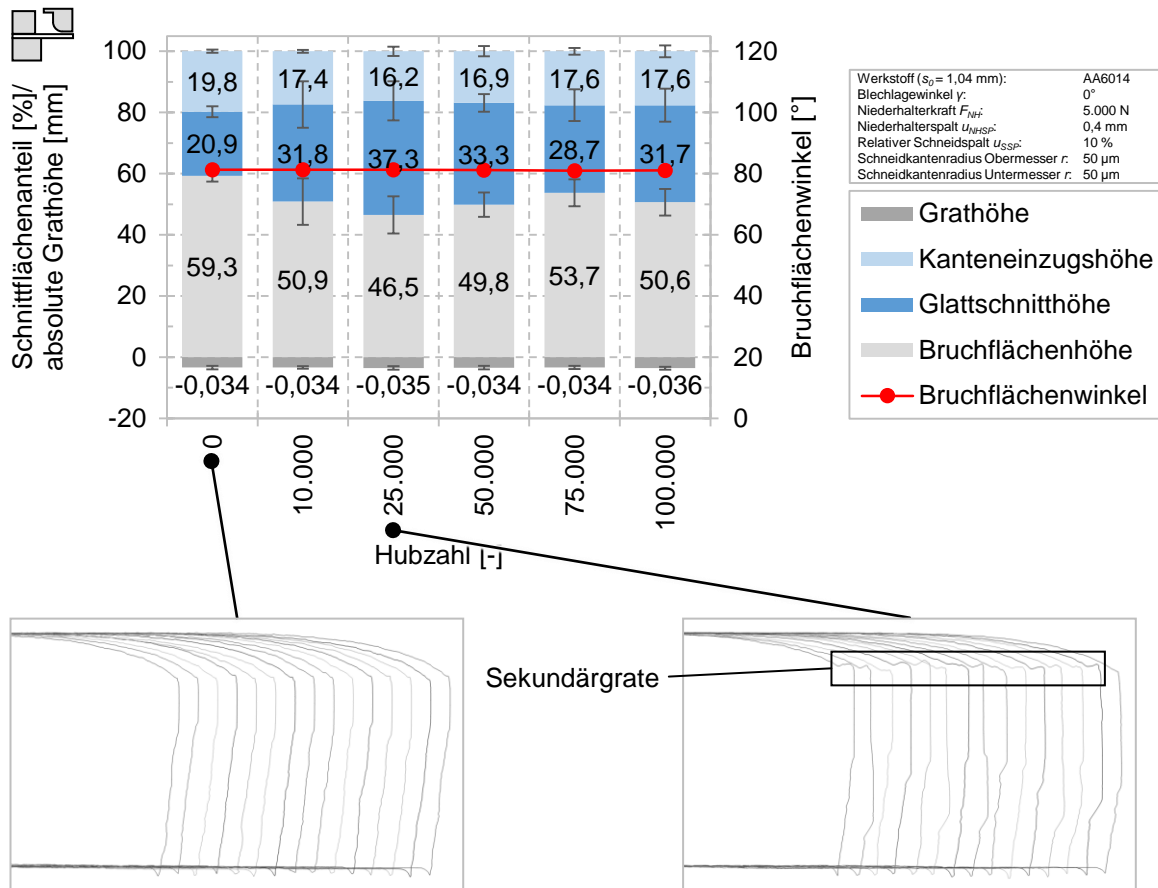 Schnittflächenanteil [%]/
absolute Grathöhe [mm]
100
80
60
40
20
0
-20
19,8 17,4 16,2 16,9 17,6 17,6
20,9 31,8 37,3 33,3 28,7 31,7
59,3 50,9 46,5 49,8 53,7 50,6
-0,034 -0,034 -0,035 -0,034 -0,034 -0,036
120
100
80
60
40
20
0
Bruchflächenwinkel [°]
0 10.000 25.000 50.000 75.000 100.000
Hubzahl [-]
Werkstoff (s0 = 1,04 mm): AA6014
Blechlagewinkel γ: 0°
Niederhalterkraft FNH: 5.000 N
Niederhalterspalt uNHSP: 0,4 mm
Relativer Schneidspalt uSSP: 10 %
Schneidkantenradius Obermesser r: 50 µm
Schneidkantenradius Untermesser r: 50 µm
Grathöhe
Kanteneinzugshöhe
Glattschnitthöhe
Bruchflächenhöhe
Bruchflächenwinkel
Sekundärgrate